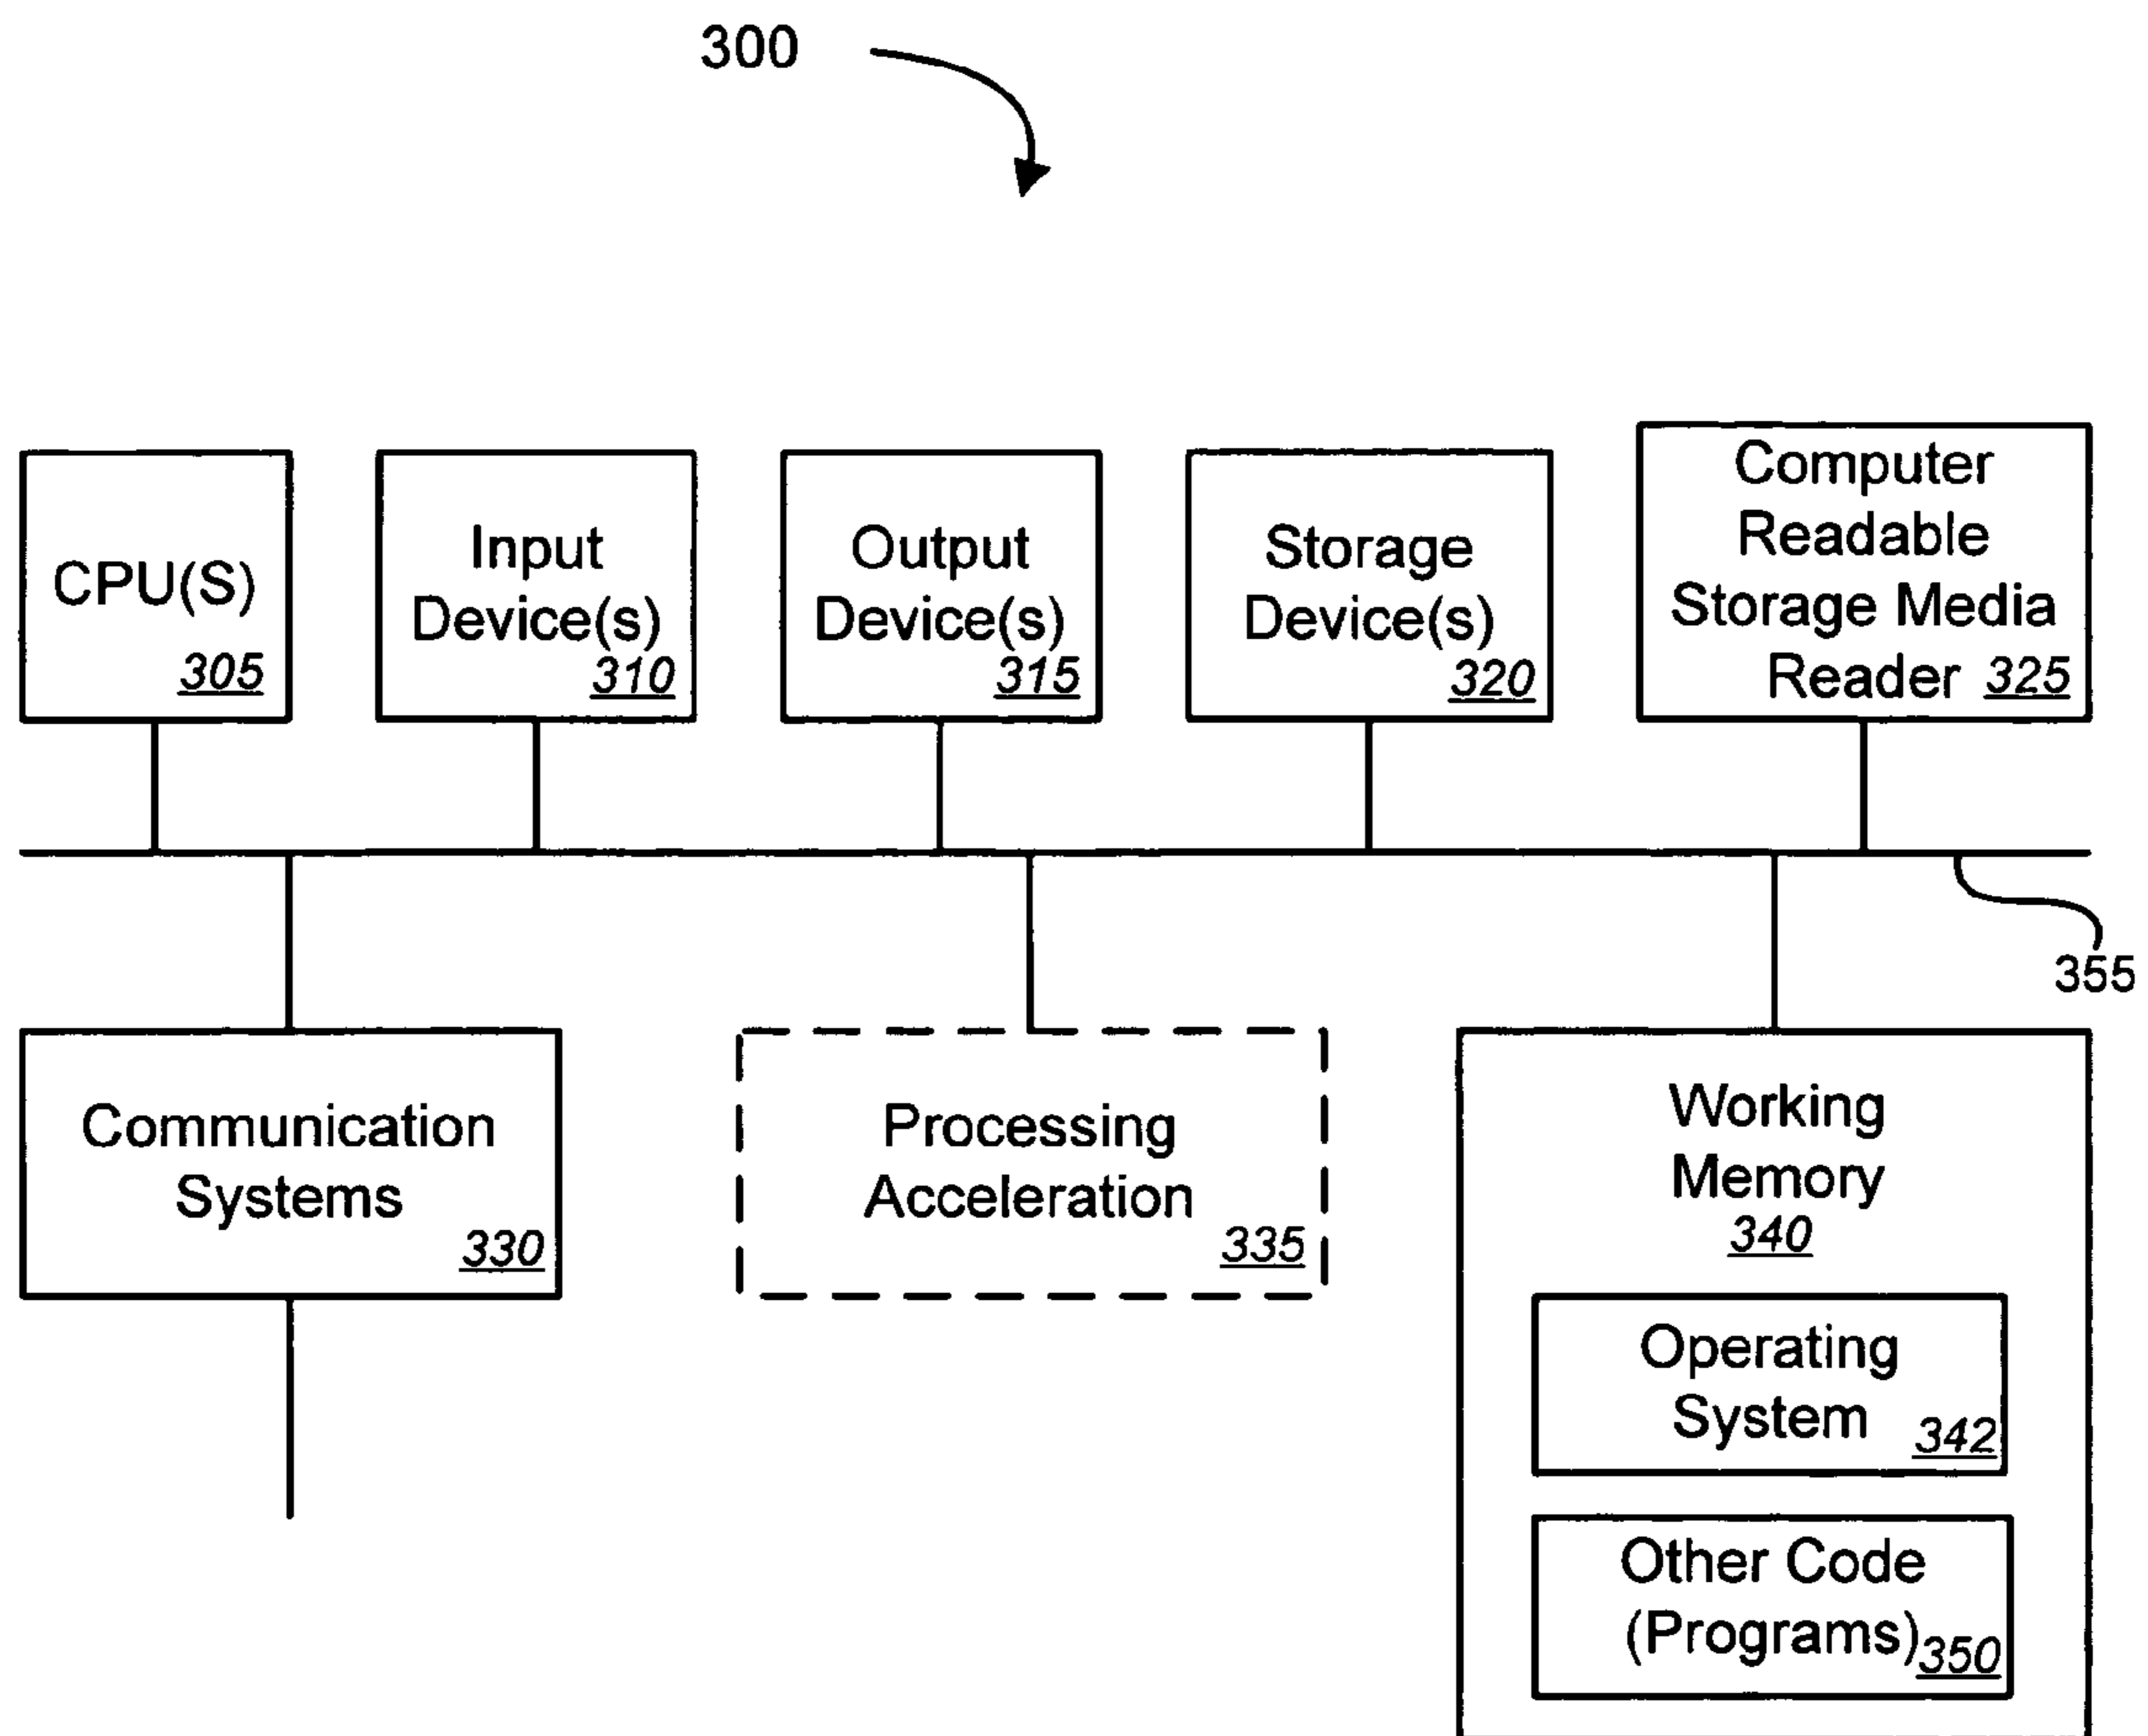 300
CPU(S)
305
Input
Device(s)
310
Output
Device(s)
315
Storage
Device(s)
320
Computer
Readable
Storage Media
Reader 325
355
Communication
Systems
330
Processing
Acceleration
335
Working
Memory
340
Operating
System
342
Other Code
(Programs)
350